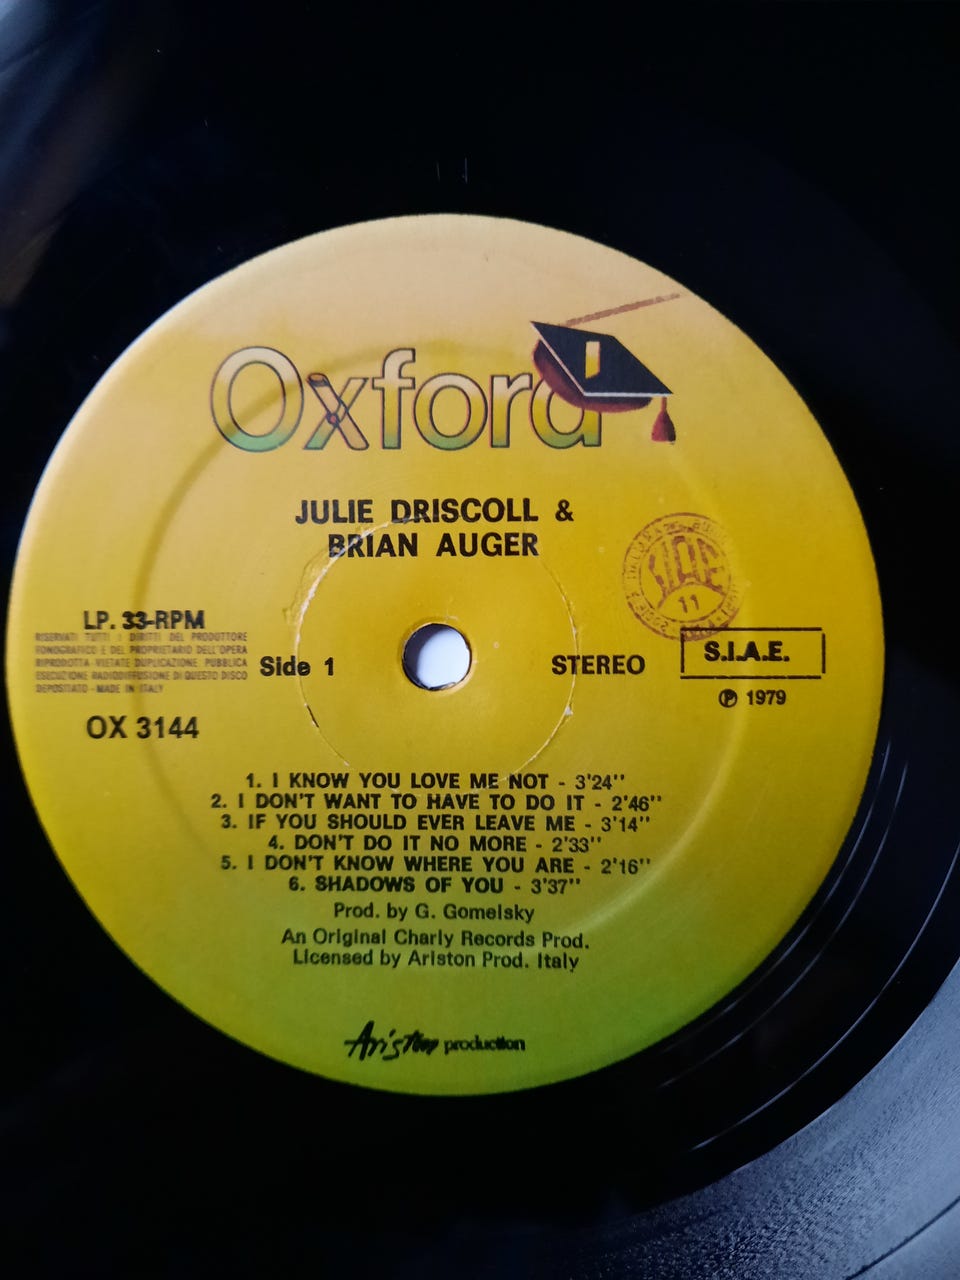 Oxford
JULIE DRISCOLL &
BRIAN AUGER
LP. 33-RPM
RISERVATI TUTTI I DIRITTI DEL PRODUTTORE
FONOGRAFICO E DEL PROPRIETARIO DELL'OPERA
RIPRODOTTA - VIETATE DUPLICAZIONE PUBBLICA
ESECUZIONE RADIODIFFUSIONE DI QUESTO DISCO
DEPOSITATO - MADE IN ITALY
Side 1
STEREO
SIAE
11
S.I.A.E.
℗ 1979
OX 3144
1. I KNOW YOU LOVE ME NOT - 3'24''
2. I DON'T WANT TO HAVE TO DO IT - 2'46''
3. IF YOU SHOULD EVER LEAVE ME - 3'14''
4. DON'T DO IT NO MORE - 2'33''
5. I DON'T KNOW WHERE YOU ARE - 2'16''
6. SHADOWS OF YOU - 3'37''
Prod. by G. Gomelsky
An Original Charly Records Prod.
Licensed by Ariston Prod. Italy
Ariston production